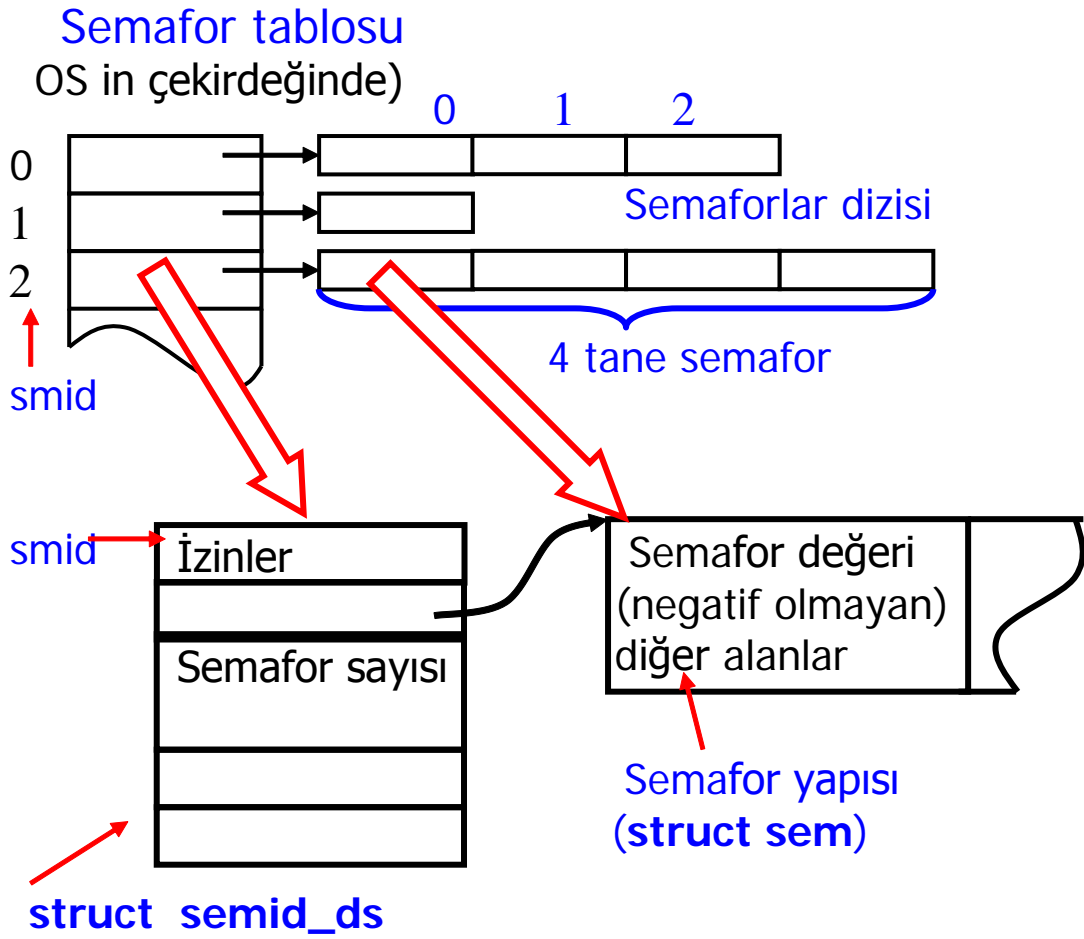 Semafor tablosu
OS in çekirdeğinde)
0 1 2
0
1
Semaforlar dizisi
2
4 tane semafor
smid
smid
İzinler
Semafor sayısı
Semafor değeri
(negatif olmayan)
diğer alanlar
Semafor yapısı
(struct sem)
struct semid_ds